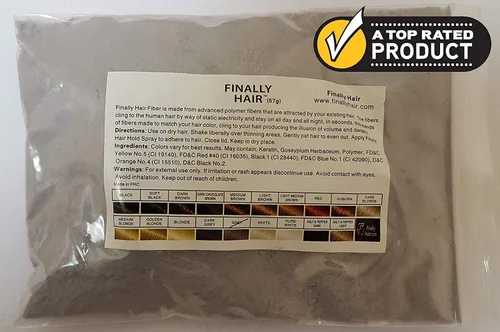 A TOP RATED
PRODUCT
FINALLY
HAIR™ (57g)
Finally Hair
www.finallyhair.com
Finally Hair Fiber is made from advanced polymer fibers that are attracted by your existing hair. fibers
cling to the human hair by way of static electricity and stay on all day and all night. In seconds, thousands
of fibers made to match your hair color, cling to your hair producing the illusion of volume and
Directions: Use on dry hair. Shake liberally over thinning areas. Gently pat hair to even out. Apply
Hair Hold Spray to adhere to hair. Close lid. Keep in dry place.
Ingredients: Colors vary for best results. May contain: Keratin, Gossypium Herbaceum, Polymer, FD&C
Yellow No.5 (CI 19140), FD&C Red #40 (CI 16035), Black 1 (CI 28440), FD&C Blue No.1 (CI 42090), D&C
Orange No.4 (CI 15510), D&C Black No.2
Warnings: For external use only. If irritation or rash appears discontinue use. Avoid contact with eyes.
Avoid inhalation. Keep out of reach of children.
Made in PRC
BLACK SOFT BLACK DARK BROWN DARK CHOCOLATE BROWN MEDIUM BROWN LIGHT BROWN LIGHT MEDIUM BROWN RED AUBURN DARK BLONDE
MEDIUM BLONDE GOLDEN BLONDE BLONDE DARK GREY WHITE PURE WHITE SALT & PEPPER DARK SALT & PEPPER LIGHT Finally Hair.com